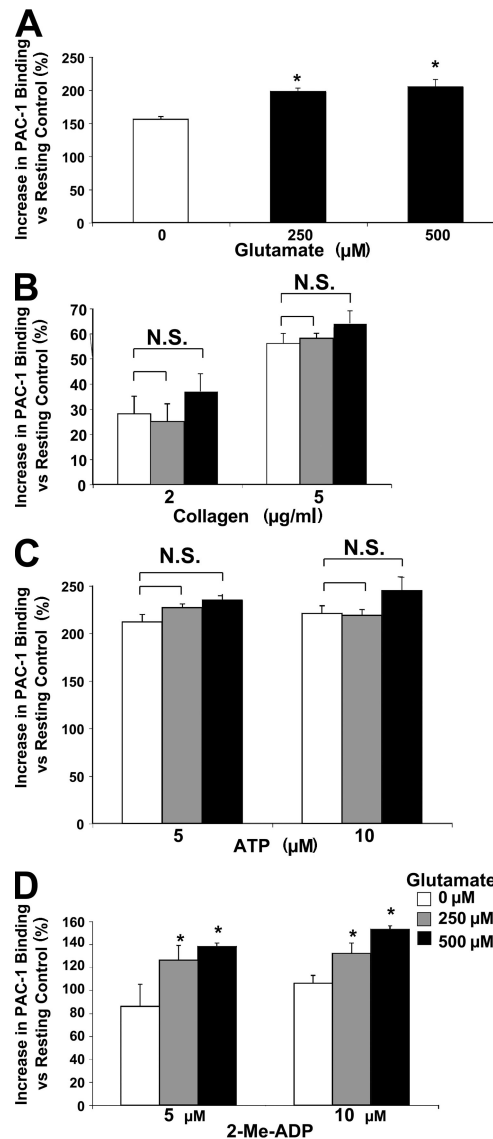 A
Increase in PAC-1 Binding
vs Resting Control (%)
250
200
150
100
50
0
*
*
0
250
500
Glutamate (µM)
B
Increase in PAC-1 Binding
vs Resting Control (%)
70
60
50
40
30
20
10
0
N.S.
N.S.
2
5
Collagen (µg/ml)
C
Increase in PAC-1 Binding
vs Resting Control (%)
250
200
150
100
50
0
N.S.
N.S.
5
10
ATP (µM)
D
Increase in PAC-1 Binding
vs Resting Control (%)
160
140
120
100
80
60
40
20
0
*
*
*
*
Glutamate
0 µM
250 µM
500 µM
5 µM
10 µM
2-Me-ADP